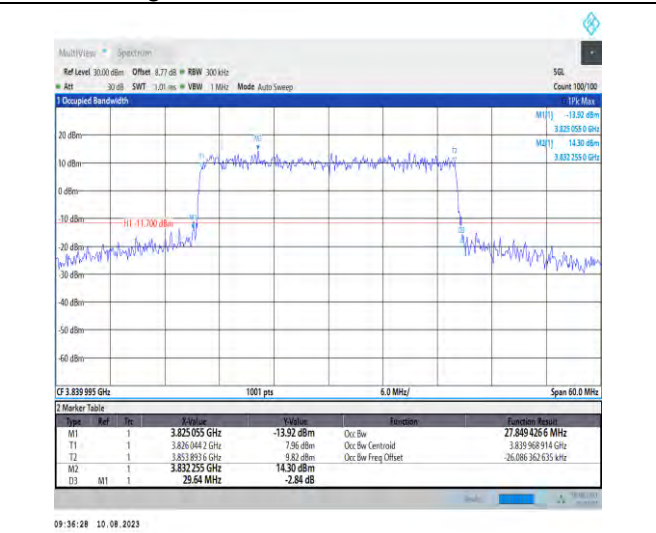 MultiView Spectrum
Ref Level 30.00 dBm Offset 8.77 dB RBW 300 kHz SGL
Att 30 dB SWT 1.01 ms VBW 1 MHz Mode Auto Sweep Count 100/100
1 Occupied Bandwidth 1Pk Max
M1[1] -13.92 dBm
3.825 055 0 GHz
20 dBm
M2[1] 14.30 dBm
3.832 255 0 GHz
M2
T1
T2
10 dBm
0 dBm
-10 dBm
H1 -11.700 dBm
M1
D3
-20 dBm
-30 dBm
-40 dBm
-50 dBm
-60 dBm
CF 3.839 995 GHz 1001 pts 6.0 MHz/ Span 60.0 MHz
2 Marker Table
Type Ref Trc X-Value Y-Value Function Function Result
M1 1 3.825 055 GHz -13.92 dBm Occ Bw 27.849 426 6 MHz
T1 1 3.826 044 2 GHz 7.96 dBm Occ Bw Centroid 3.839 968 914 GHz
T2 1 3.853 893 6 GHz 9.82 dBm Occ Bw Freq Offset -26.086 362 635 kHz
M2 1 3.832 255 GHz 14.30 dBm
D3 M1 1 29.64 MHz -2.84 dB
09:36:28 10.08.2023